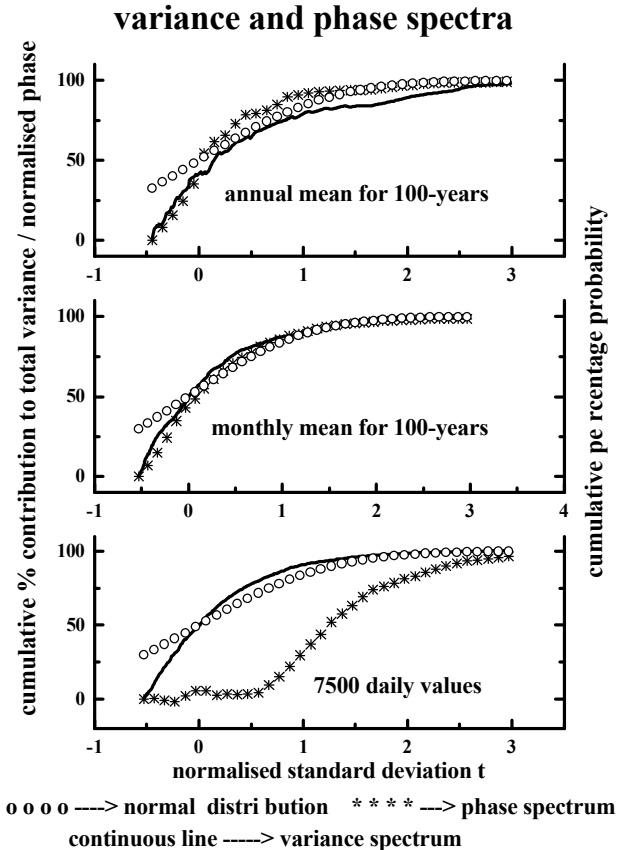 variance and phase spectra
cumulative % contribution to total variance / normalised phase
cumulative pe rcentage probability
100
50
0
annual mean for 100-years
-1 0 1 2 3
100
50
0
monthly mean for 100-years
-1 0 1 2 3 4
100
50
0
7500 daily values
-1 0 1 2 3
normalised standard deviation t
o o o o ----> normal distri bution * * * * ---> phase spectrum
continuous line -----> variance spectrum